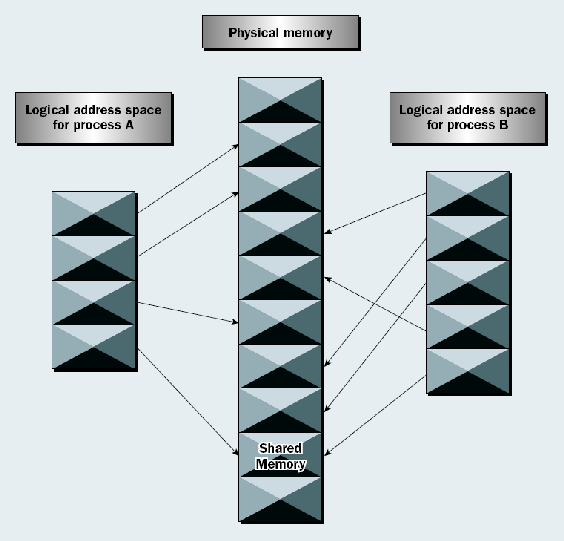 Physical memory
Logical address space
for process A
Logical address space
for process B
Shared
Memory